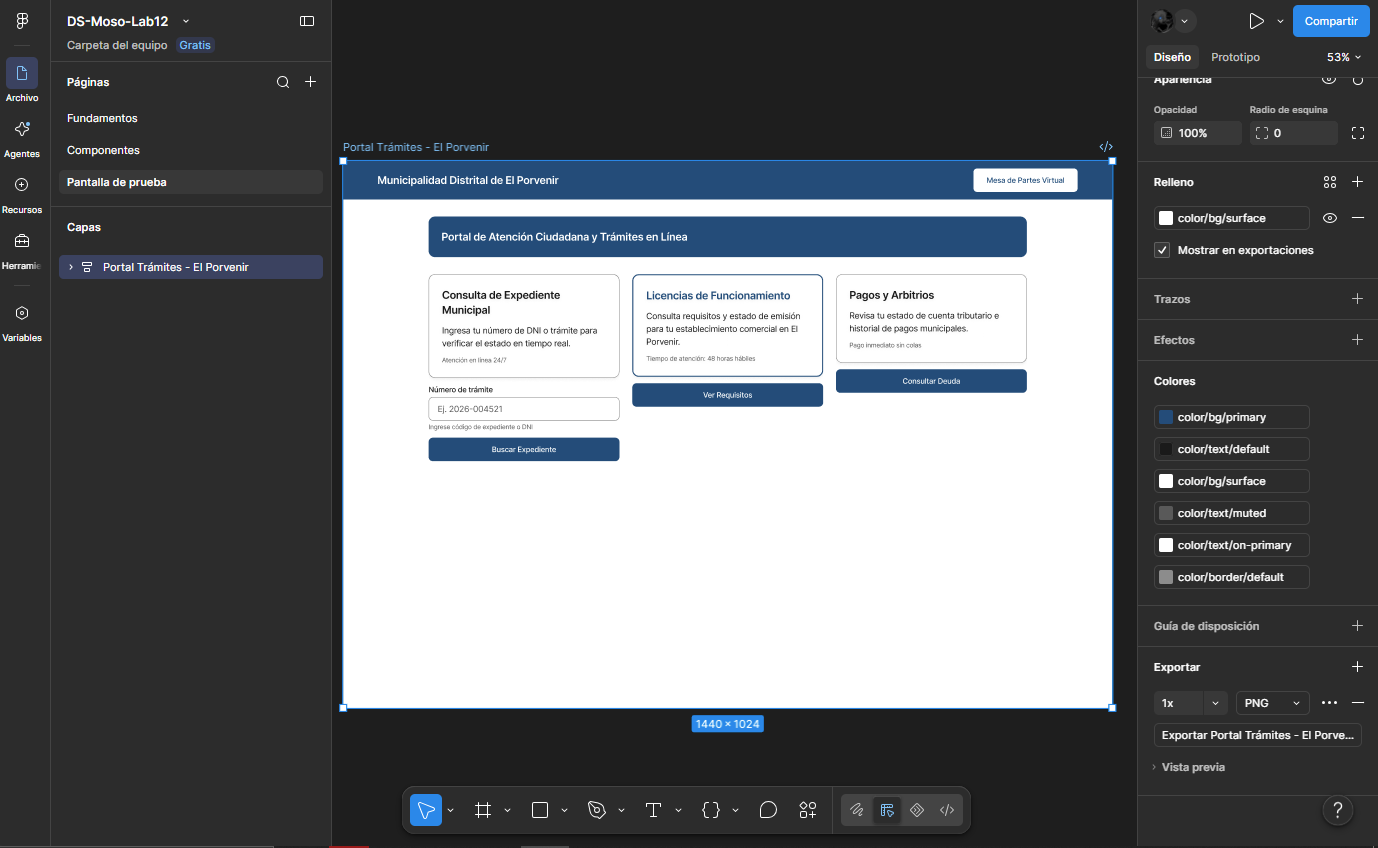 DS-Moso-Lab12
Carpeta del equipo Gratis
Archivo
Agentes
Recursos
Herramie
Variables
Páginas
Fundamentos
Componentes
Pantalla de prueba
Capas
Portal Trámites - El Porvenir
Portal Trámites - El Porvenir
Municipalidad Distrital de El Porvenir
Mesa de Partes Virtual
Portal de Atención Ciudadana y Trámites en Línea
Consulta de Expediente
Municipal
Ingresa tu número de DNI o trámite para
verificar el estado en tiempo real.
Atención en línea 24/7
Número de trámite
Ej. 2026-004521
Ingrese código de expediente o DNI
Buscar Expediente
Licencias de Funcionamiento
Consulta requisitos y estado de emisión
para tu establecimiento comercial en El
Porvenir.
Tiempo de atención: 48 horas hábiles
Ver Requisitos
Pagos y Arbitrios
Revisa tu estado de cuenta tributario e
historial de pagos municipales.
Pago inmediato sin colas
Consultar Deuda
1440 × 1024
Compartir
Diseño Prototipo 53%
Apariencia
Opacidad Radio de esquina
100% 0
Relleno
color/bg/surface
Mostrar en exportaciones
Trazos
Efectos
Colores
color/bg/primary
color/text/default
color/bg/surface
color/text/muted
color/text/on-primary
color/border/default
Guía de disposición
Exportar
1x PNG
Exportar Portal Trámites - El Porve...
Vista previa
?